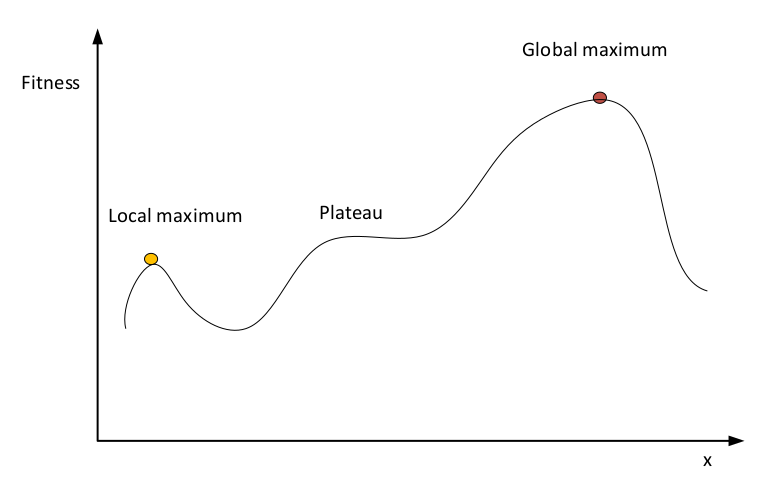 Global maximum
Fitness
Local maximum
Plateau
x